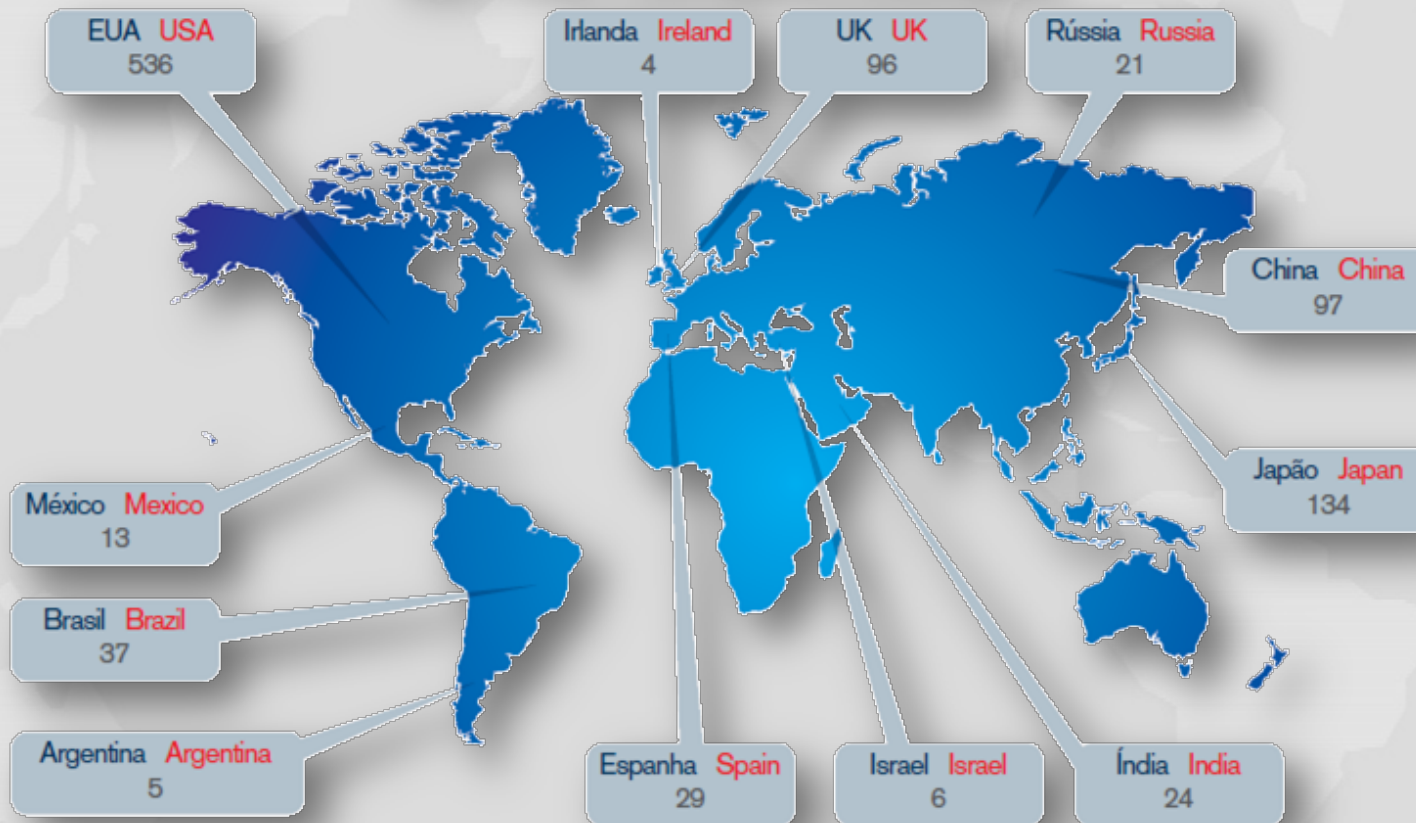 EUA USA
536
Irlanda Ireland
4
UK UK
96
Rússia Russia
21
China China
97
Japão Japan
134
México Mexico
13
Brasil Brazil
37
Argentina Argentina
5
Espanha Spain
29
Israel Israel
6
Índia India
24